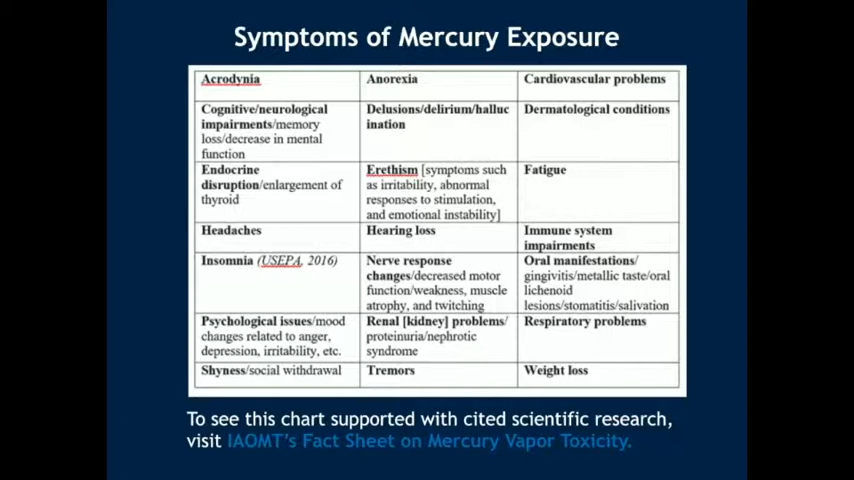 Symptoms of Mercury Exposure
Acrodynia
Anorexia
Cardiovascular problems
Cognitive/neurological
impairments/memory
loss/decrease in mental
function
Delusions/delirium/halluc
ination
Dermatological conditions
Endocrine
disruption/enlargement of
thyroid
Erethism [symptoms such
as irritability, abnormal
responses to stimulation,
and emotional instability]
Fatigue
Headaches
Hearing loss
Immune system
impairments
Insomnia (USEPA, 2016)
Nerve response
changes/decreased motor
function/weakness, muscle
atrophy, and twitching
Oral manifestations/
gingivitis/metallic taste/oral
lichenoid
lesions/stomatitis/salivation
Psychological issues/mood
changes related to anger,
depression, irritability, etc.
Renal [kidney] problems/
proteinuria/nephrotic
syndrome
Respiratory problems
Shyness/social withdrawal
Tremors
Weight loss
To see this chart supported with cited scientific research,
visit IAOMT's Fact Sheet on Mercury Vapor Toxicity.